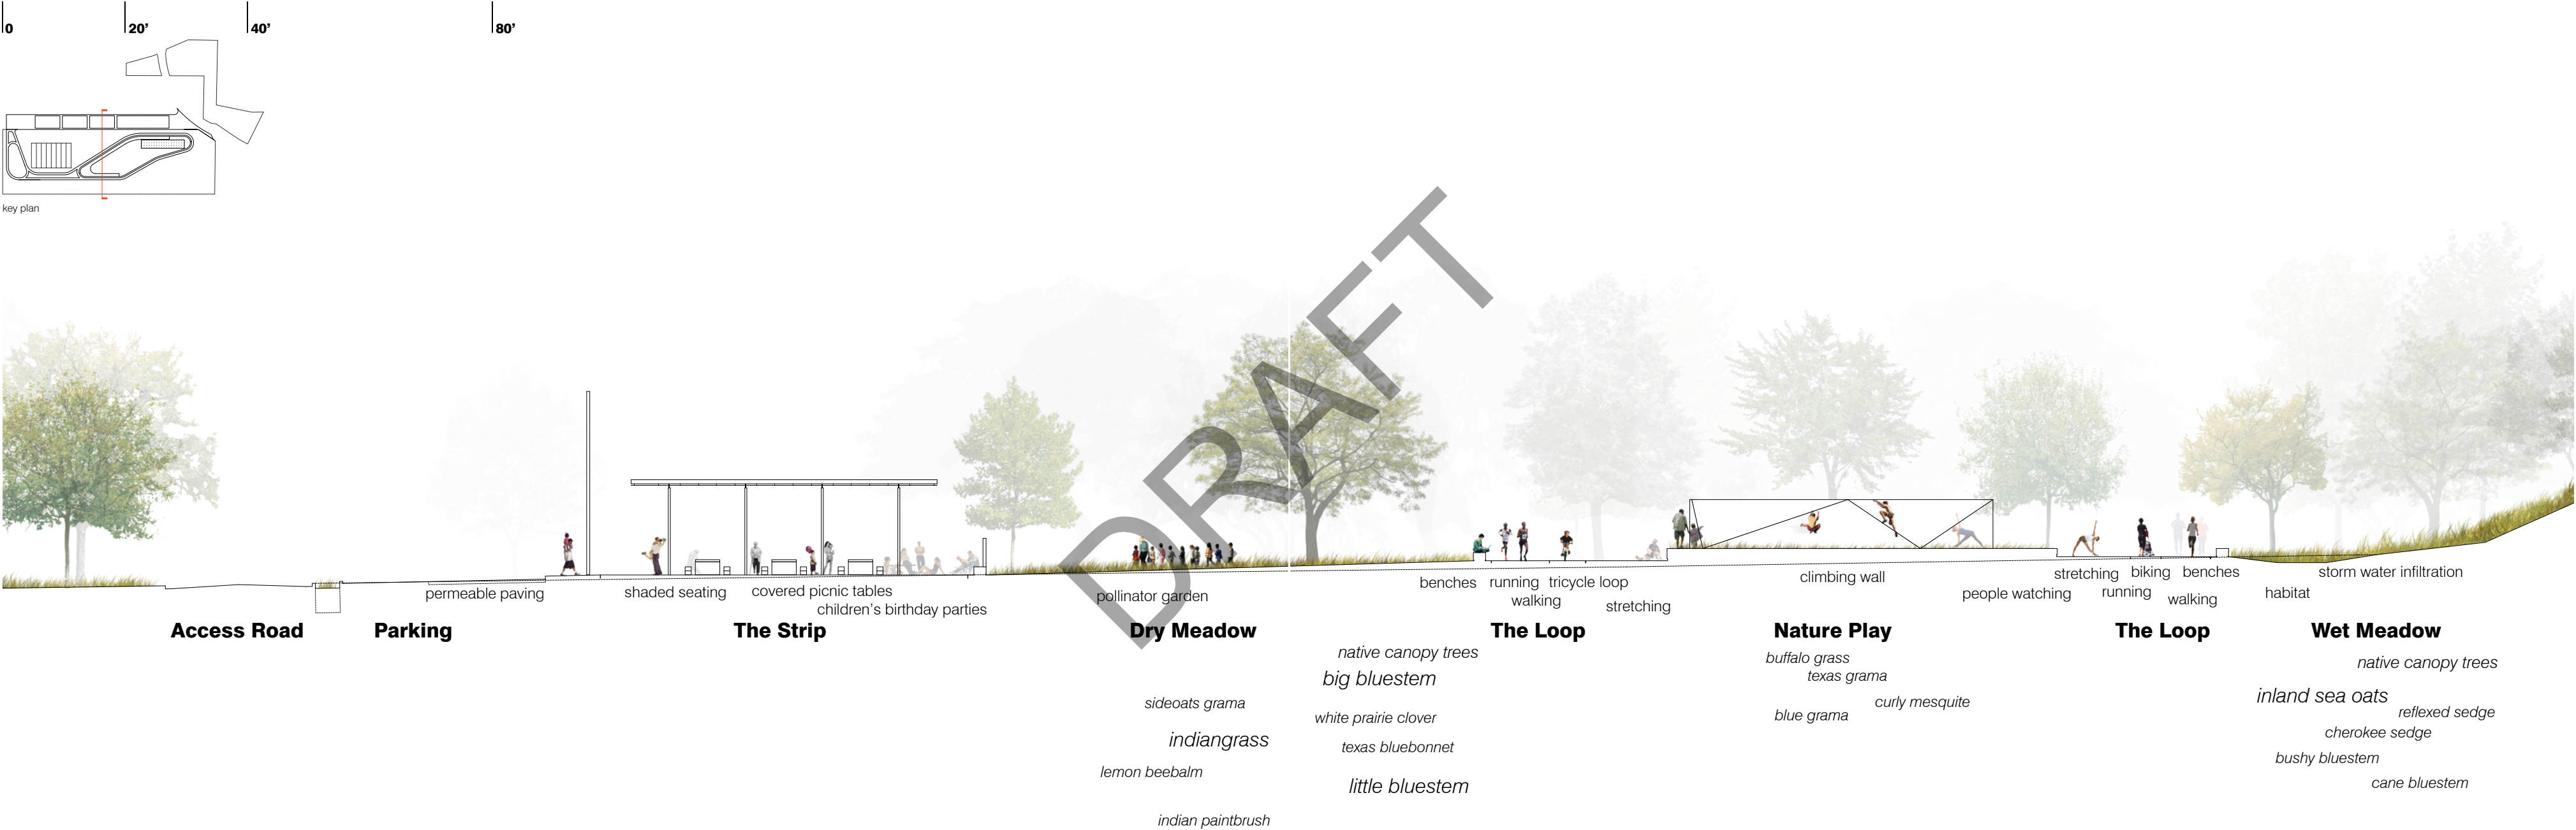 0
20’
40’
80’
key plan
DRAFT
permeable paving
shaded seating
covered picnic tables
children’s birthday parties
pollinator garden
benches
running
tricycle loop
walking
stretching
climbing wall
people watching
stretching
biking
benches
running
walking
storm water infiltration
habitat
Access Road
Parking
The Strip
Dry Meadow
The Loop
Nature Play
The Loop
Wet Meadow
native canopy trees
big bluestem
sideoats grama
white prairie clover
indiangrass
texas bluebonnet
lemon beebalm
little bluestem
indian paintbrush
buffalo grass
texas grama
curly mesquite
blue grama
native canopy trees
inland sea oats
reflexed sedge
cherokee sedge
bushy bluestem
cane bluestem